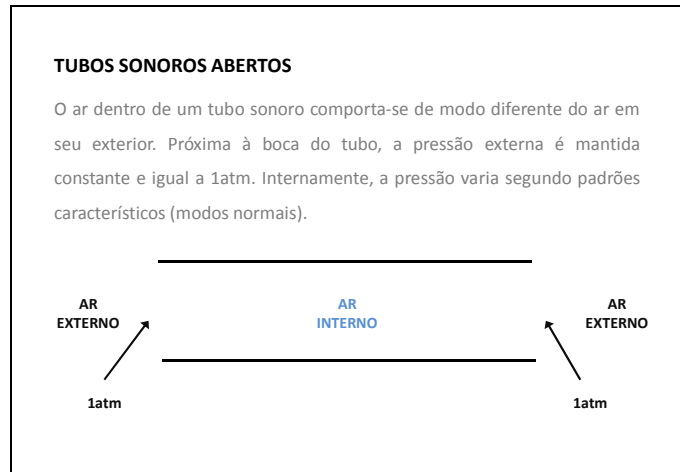 TUBOS SONOROS ABERTOS
O ar dentro de um tubo sonoro comporta-se de modo diferente do ar em
seu exterior. Próxima à boca do tubo, a pressão externa é mantida
constante e igual a 1atm. Internamente, a pressão varia segundo padrões
característicos (modos normais).
AR
EXTERNO
AR
INTERNO
AR
EXTERNO
1atm
1atm